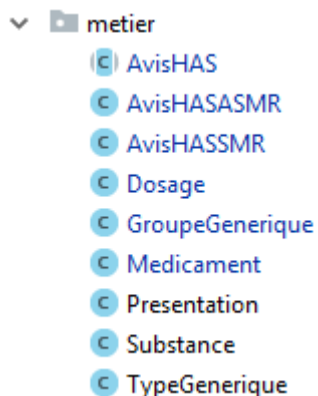 metier
C AvisHAS
C AvisHASASMR
C AvisHASSMR
C Dosage
C GroupeGenerique
C Medicament
C Presentation
C Substance
C TypeGenerique